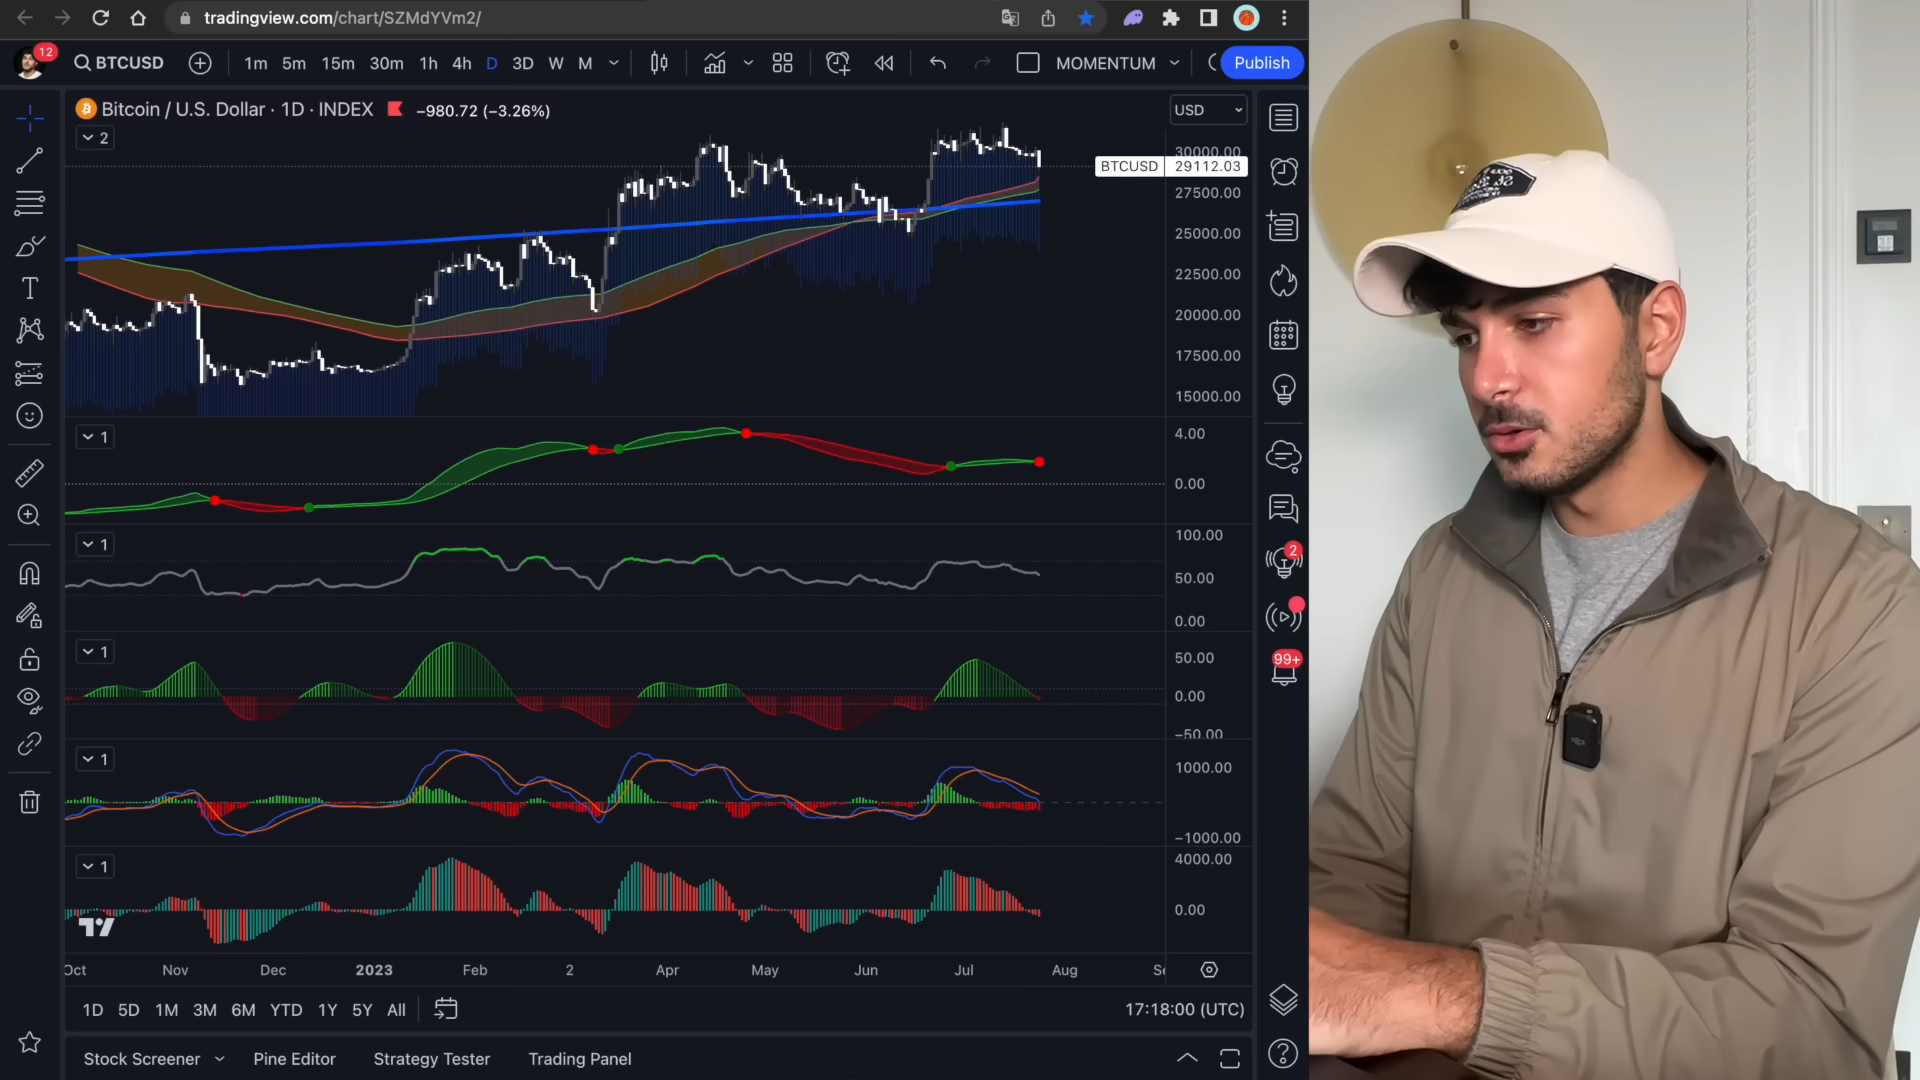 tradingview.com/chart/SZMdYVm2/
12
BTCUSD 1m 5m 15m 30m 1h 4h D 3D W M MOMENTUM Publish
Bitcoin / U.S. Dollar · 1D · INDEX −980.72 (−3.26%) USD
2
30000.00
BTCUSD 29112.03
27500.00
25000.00
22500.00
20000.00
17500.00
15000.00
1 4.00
0.00
1 100.00
50.00
0.00
2
99+
1 50.00
0.00
−50.00
1 1000.00
−1000.00
1 4000.00
0.00
Oct Nov Dec 2023 Feb 2 Apr May Jun Jul Aug Se
1D 5D 1M 3M 6M YTD 1Y 5Y All 17:18:00 (UTC)
Stock Screener Pine Editor Strategy Tester Trading Panel
dji